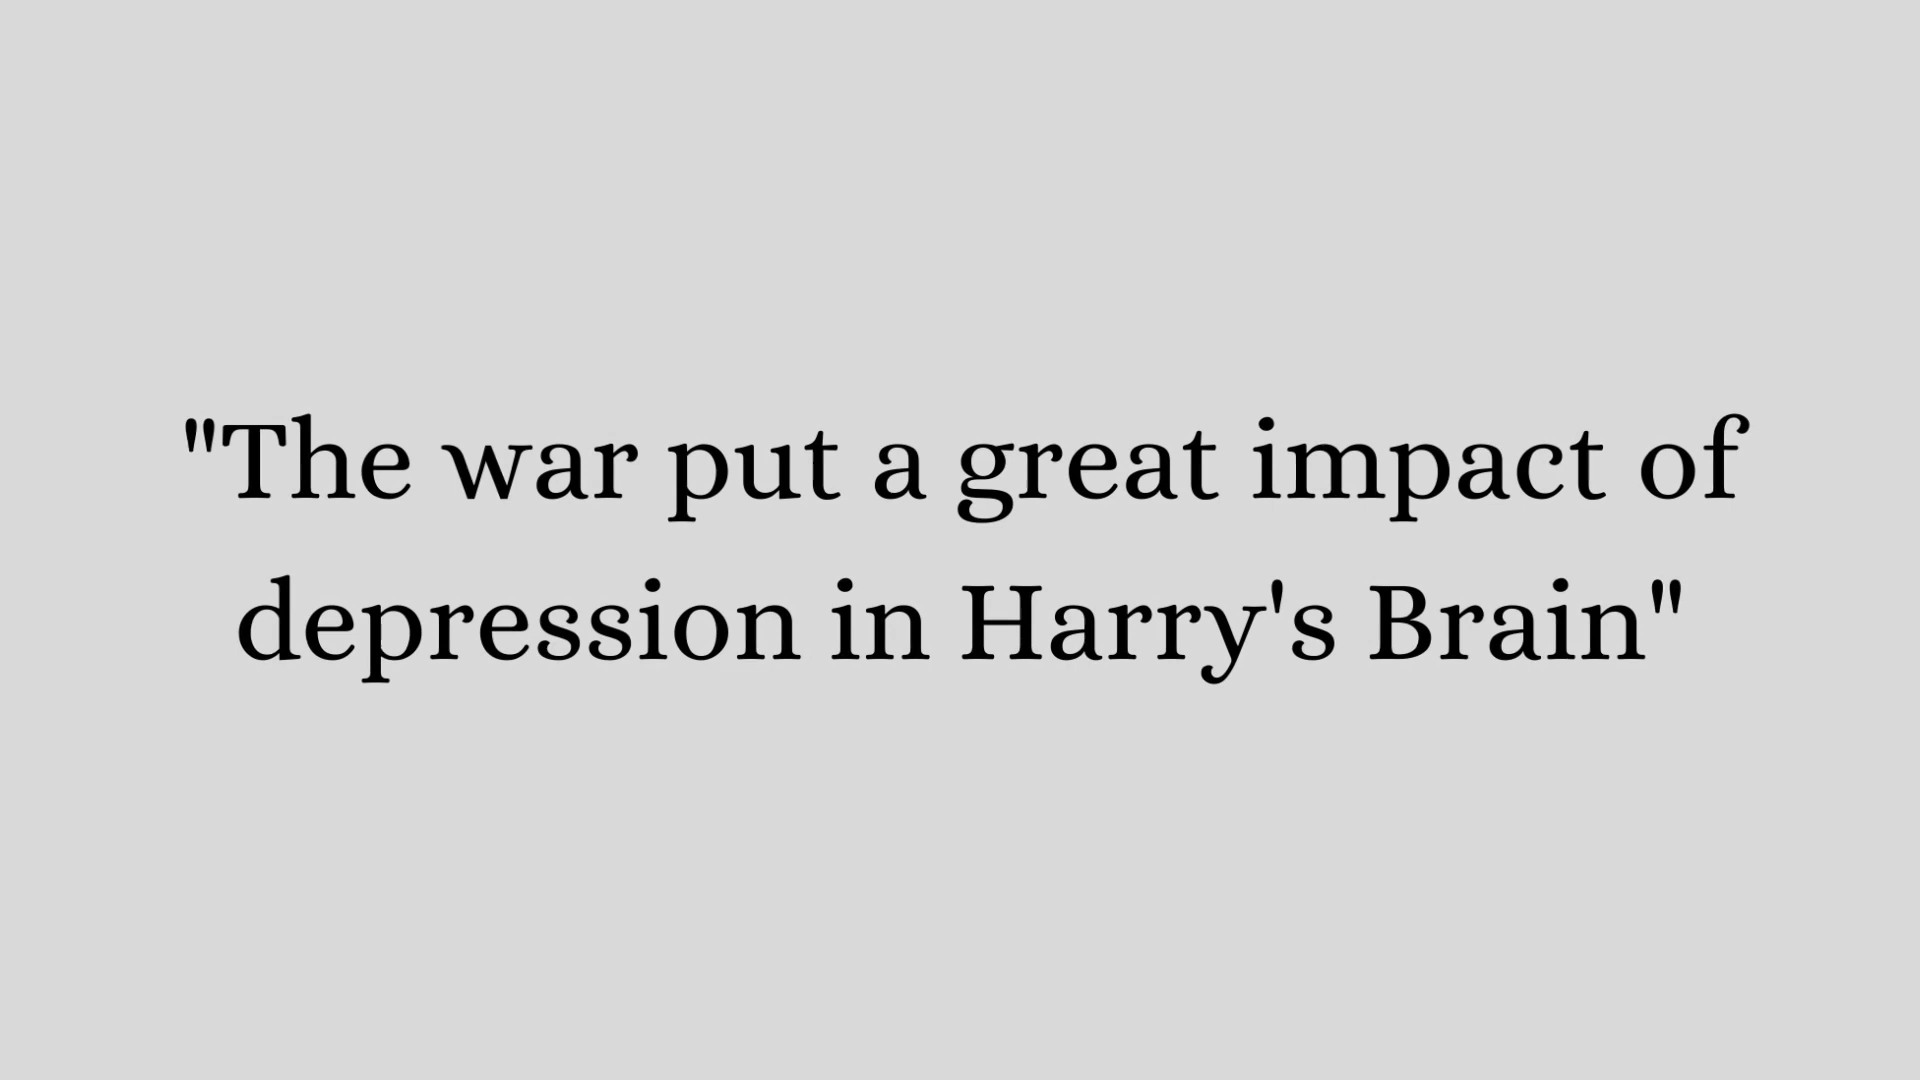 "The war put a great impact of
depression in Harry's Brain"